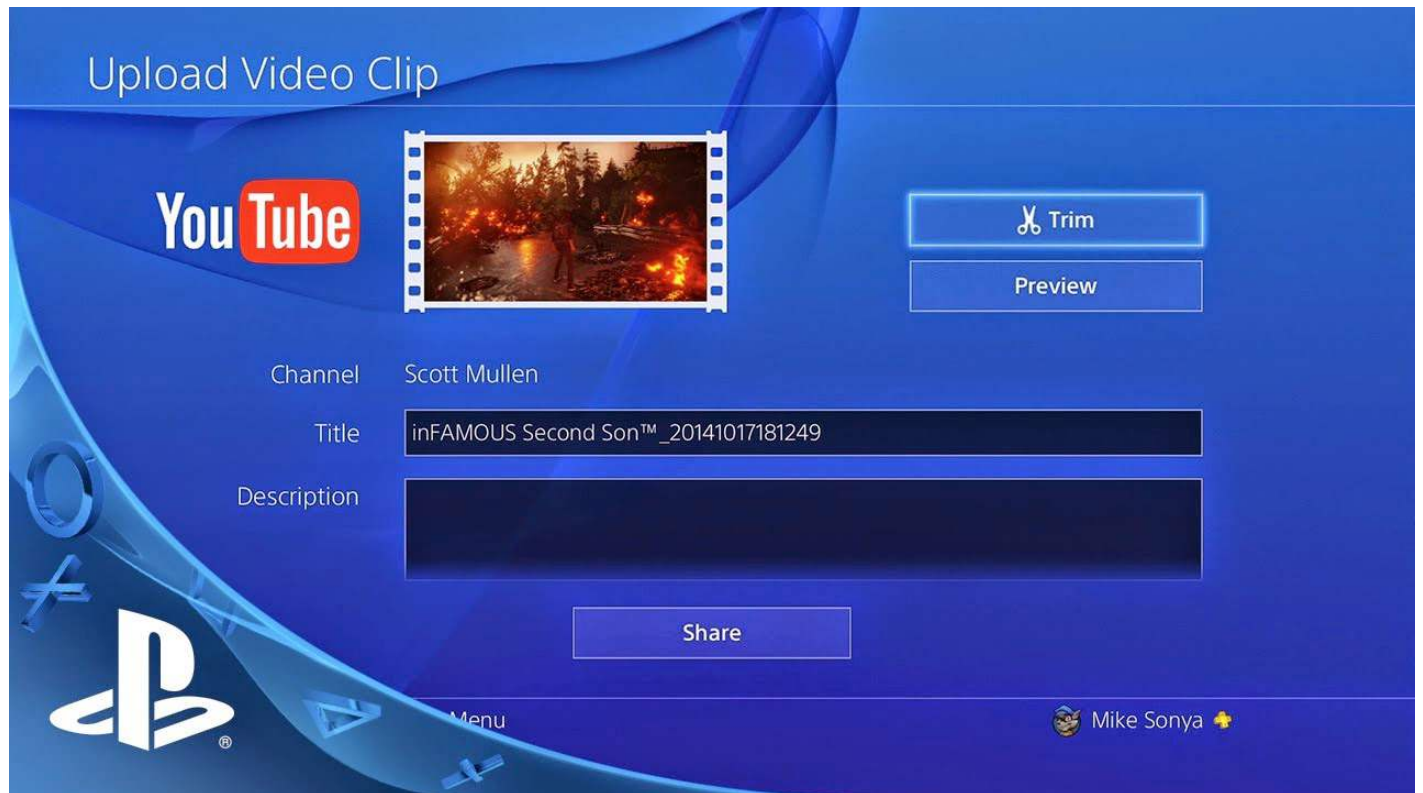 Upload Video Clip
YouTube
Trim
Preview
Channel Scott Mullen
Title inFAMOUS Second Son™_20141017181249
Description
Share
Menu
Mike Sonya
®